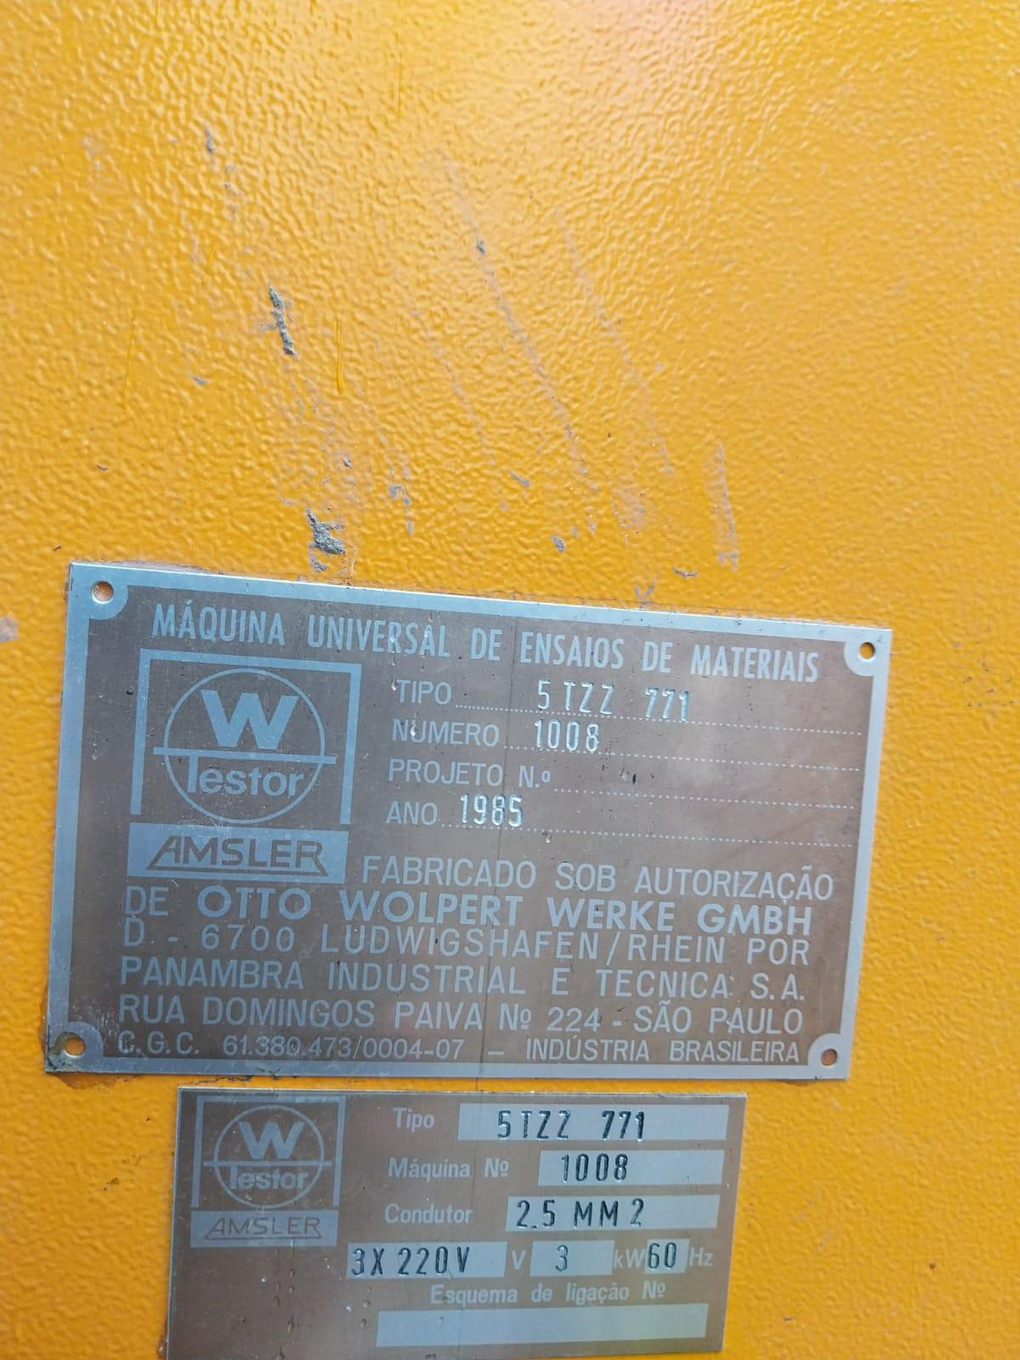 MÁQUINA UNIVERSAL DE ENSAIOS DE MATERIAIS
W
Testor
AMSLER
TIPO 5TZZ 771
NÚMERO 1008
PROJETO N.º
ANO 1985
FABRICADO SOB AUTORIZAÇÃO
DE OTTO WOLPERT WERKE GMBH
D - 6700 LUDWIGSHAFEN/RHEIN POR
PANAMBRA INDUSTRIAL E TECNICA S.A.
RUA DOMINGOS PAIVA Nº 224 - SÃO PAULO
C.G.C. 61.380.473/0004-07 – INDÚSTRIA BRASILEIRA
W
Testor
AMSLER
Tipo 5TZZ 771
Máquina Nº 1008
Condutor 2.5 MM2
3X220V V 3 kW 60 Hz
Esquema de ligação Nº